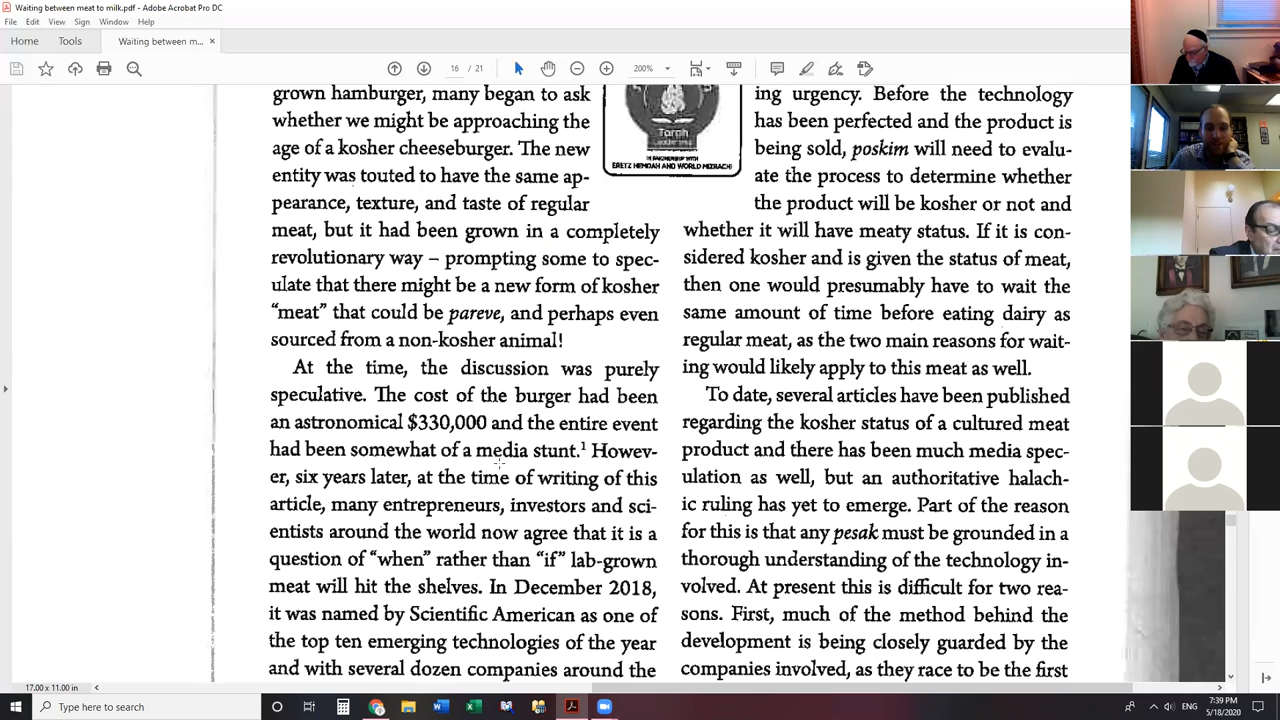 Waiting between meat to milk.pdf - Adobe Acrobat Pro DC
File Edit View Sign Window Help
Home Tools Waiting between m... ×
16 / 21 200%
grown hamburger, many began to ask
whether we might be approaching the
age of a kosher cheeseburger. The new
entity was touted to have the same ap-
pearance, texture, and taste of regular
meat, but it had been grown in a completely
revolutionary way – prompting some to spec-
ulate that there might be a new form of kosher
“meat” that could be pareve, and perhaps even
sourced from a non-kosher animal!
At the time, the discussion was purely
speculative. The cost of the burger had been
an astronomical $330,000 and the entire event
had been somewhat of a media stunt.¹ Howev-
er, six years later, at the time of writing of this
article, many entrepreneurs, investors and sci-
entists around the world now agree that it is a
question of “when” rather than “if” lab-grown
meat will hit the shelves. In December 2018,
it was named by Scientific American as one of
the top ten emerging technologies of the year
and with several dozen companies around the
Torah
IN PARTNERSHIP WITH
ERETZ HEMDAH AND WORLD MIZRACHI
ing urgency. Before the technology
has been perfected and the product is
being sold, poskim will need to evalu-
ate the process to determine whether
the product will be kosher or not and
whether it will have meaty status. If it is con-
sidered kosher and is given the status of meat,
then one would presumably have to wait the
same amount of time before eating dairy as
regular meat, as the two main reasons for wait-
ing would likely apply to this meat as well.
To date, several articles have been published
regarding the kosher status of a cultured meat
product and there has been much media spec-
ulation as well, but an authoritative halach-
ic ruling has yet to emerge. Part of the reason
for this is that any pesak must be grounded in a
thorough understanding of the technology in-
volved. At present this is difficult for two rea-
sons. First, much of the method behind the
development is being closely guarded by the
companies involved, as they race to be the first
17.00 x 11.00 in
Type here to search
ENG
7:39 PM
5/18/2020